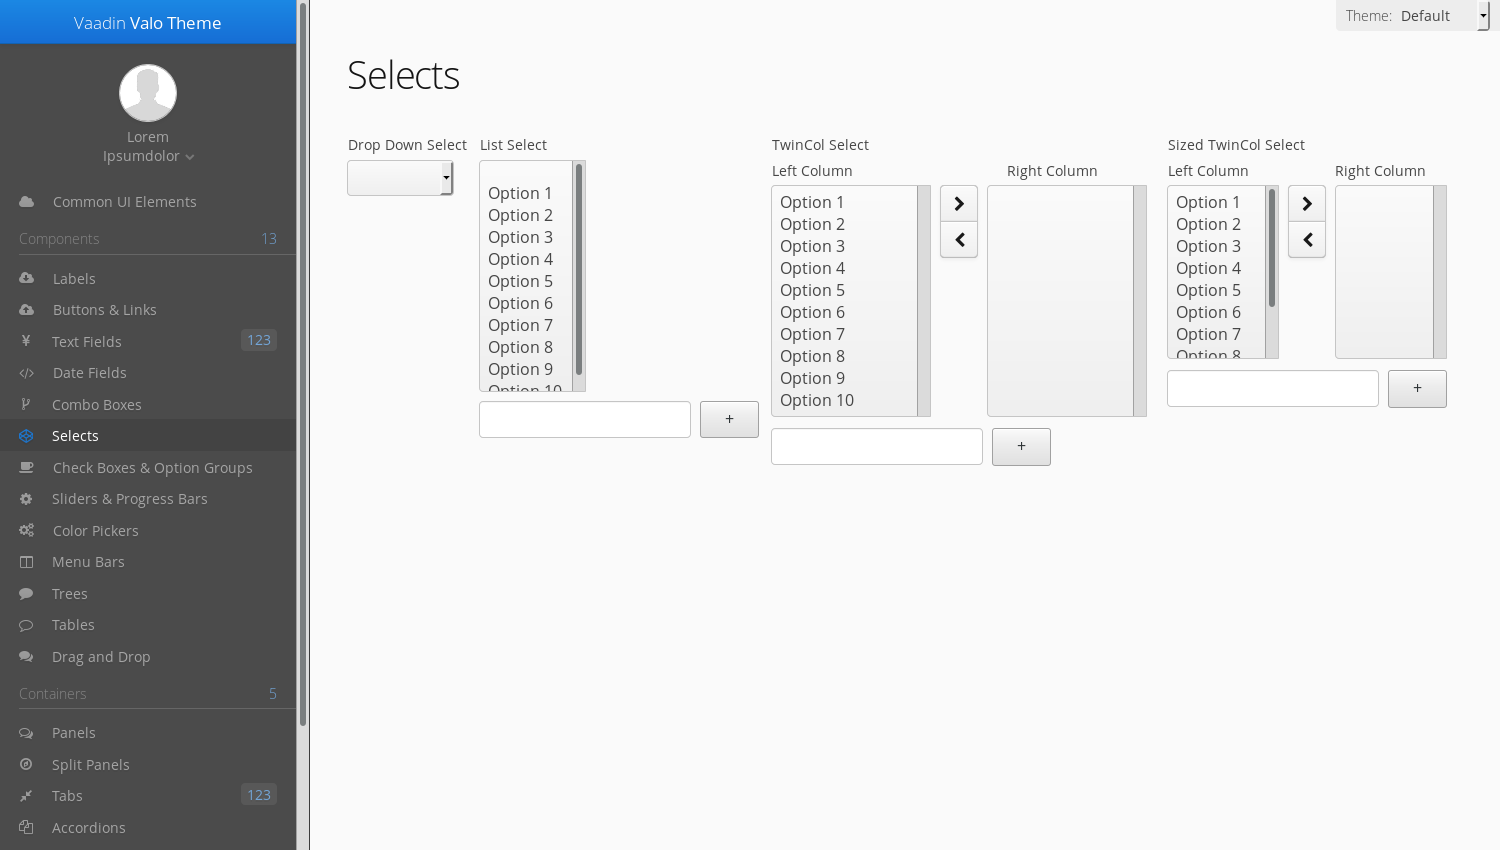 Vaadin Valo Theme
Lorem
Ipsumdolor
Common UI Elements
Components 13
Labels
Buttons & Links
Text Fields 123
Date Fields
Combo Boxes
Selects
Check Boxes & Option Groups
Sliders & Progress Bars
Color Pickers
Menu Bars
Trees
Tables
Drag and Drop
Containers 5
Panels
Split Panels
Tabs 123
Accordions
Theme: Default
Selects
Drop Down Select
List Select
Option 1
Option 2
Option 3
Option 4
Option 5
Option 6
Option 7
Option 8
Option 9
Option 10
+
TwinCol Select
Left Column
Right Column
Option 1
Option 2
Option 3
Option 4
Option 5
Option 6
Option 7
Option 8
Option 9
Option 10
+
Sized TwinCol Select
Left Column
Right Column
Option 1
Option 2
Option 3
Option 4
Option 5
Option 6
Option 7
Option 8
+